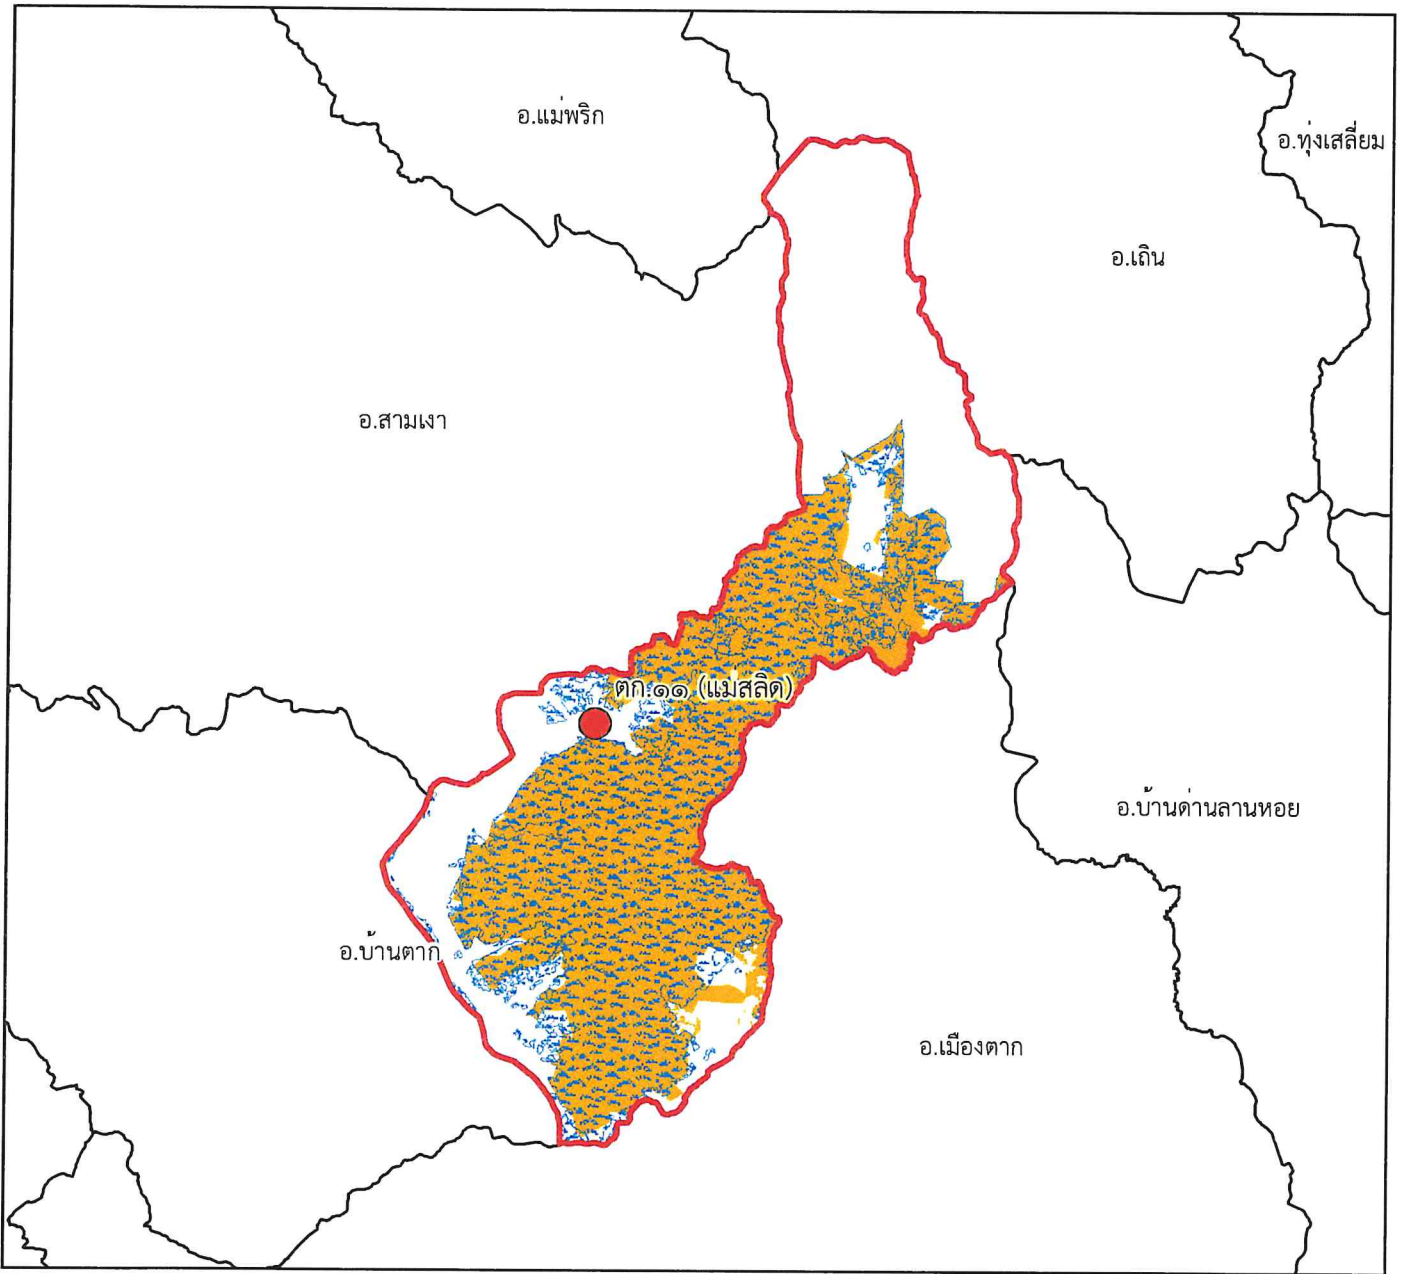 อ.แม่พริก
อ.ทุ่งเสลี่ยม
อ.เถิน
อ.สามเงา
ตก.๑๑ (แม่สลิด)
อ.บ้านด่านลานหอย
อ.บ้านตาก
อ.เมืองตาก